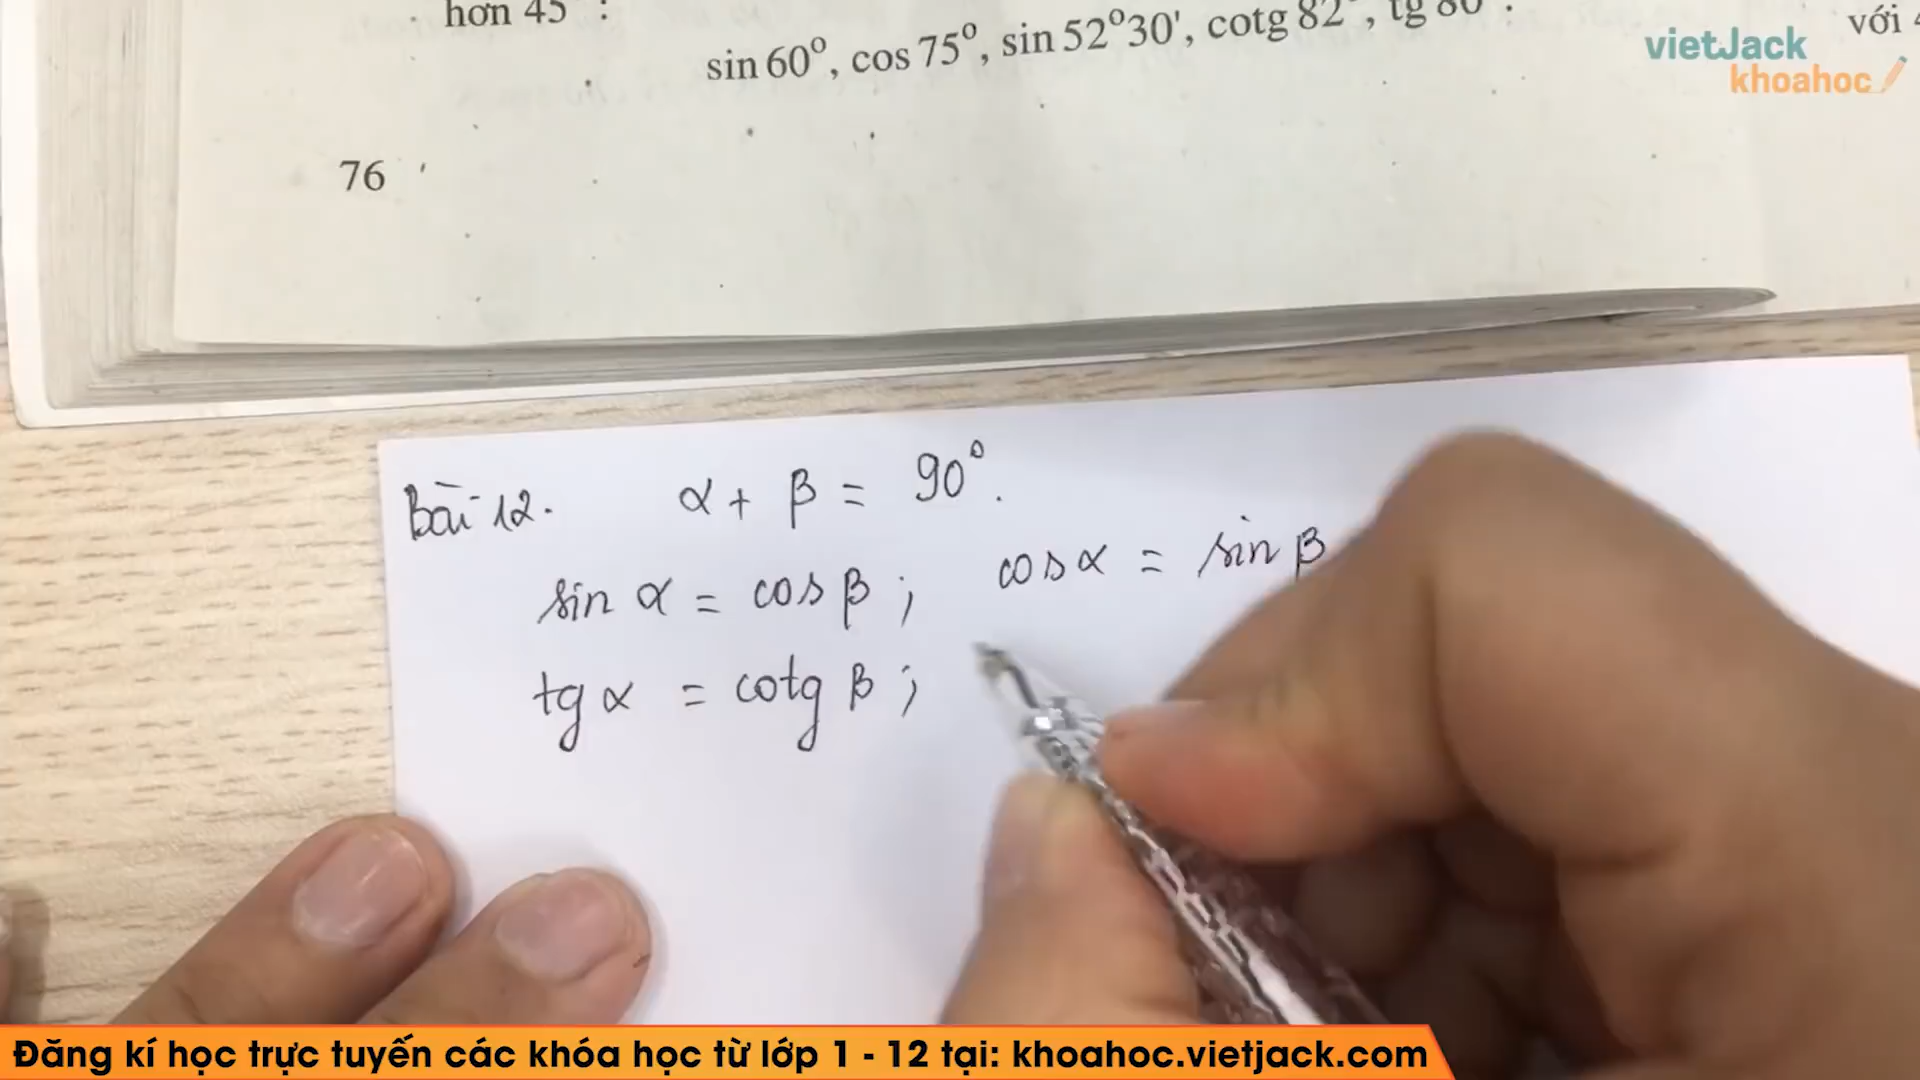 hơn 45° :
sin 60°, cos 75°, sin 52°30', cotg 82°, tg 80° .
với
vietJack
khoahoc
76
Bài 12. α + β = 90°.
sin α = cos β ; cos α = sin β
tg α = cotg β ;
Đăng kí học trực tuyến các khóa học từ lớp 1 - 12 tại: khoahoc.vietjack.com